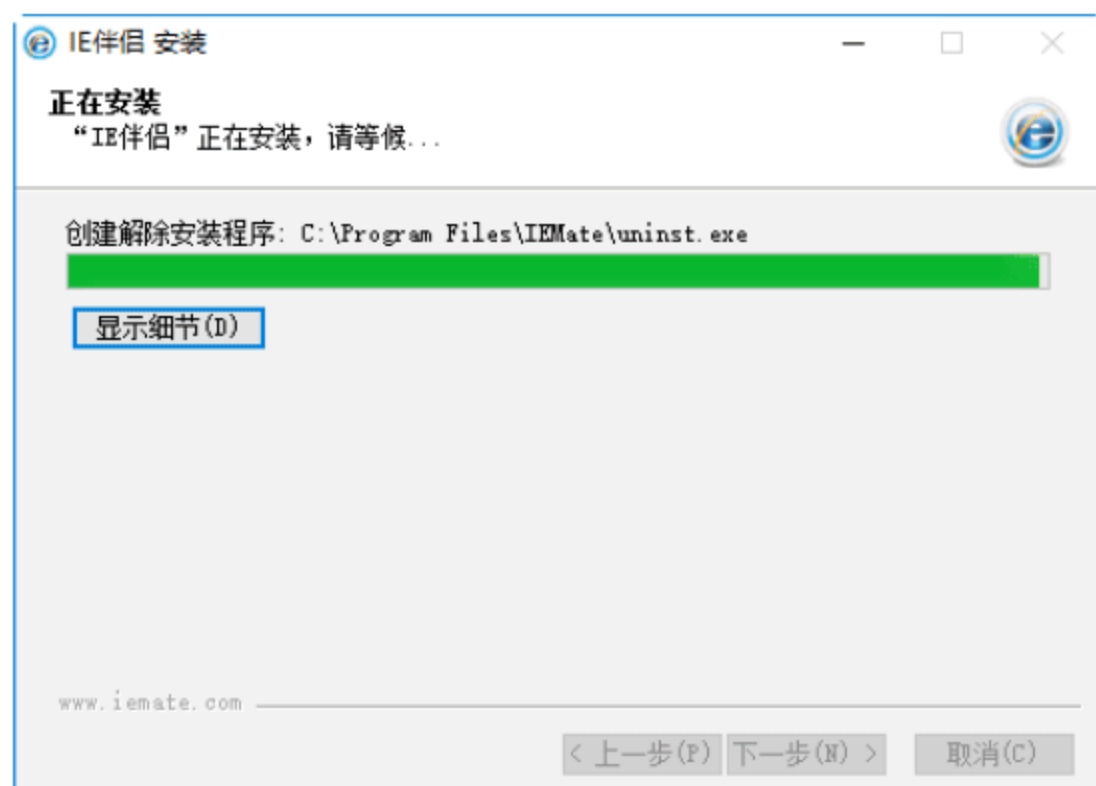 IE伴侣 安装
正在安装
“IE伴侣”正在安装，请等候...
创建解除安装程序: C:\Program Files\IEMate\uninst.exe
显示细节(D)
www.iemate.com
< 上一步(P) 下一步(N) > 取消(C)